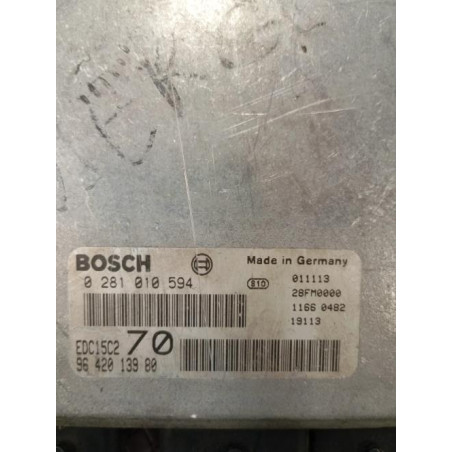 BOSCH
Made in Germany
0 281 010 594
810
011113
28FM0000
1166 0482
19113
EDC15C2 70
96 420 139 80